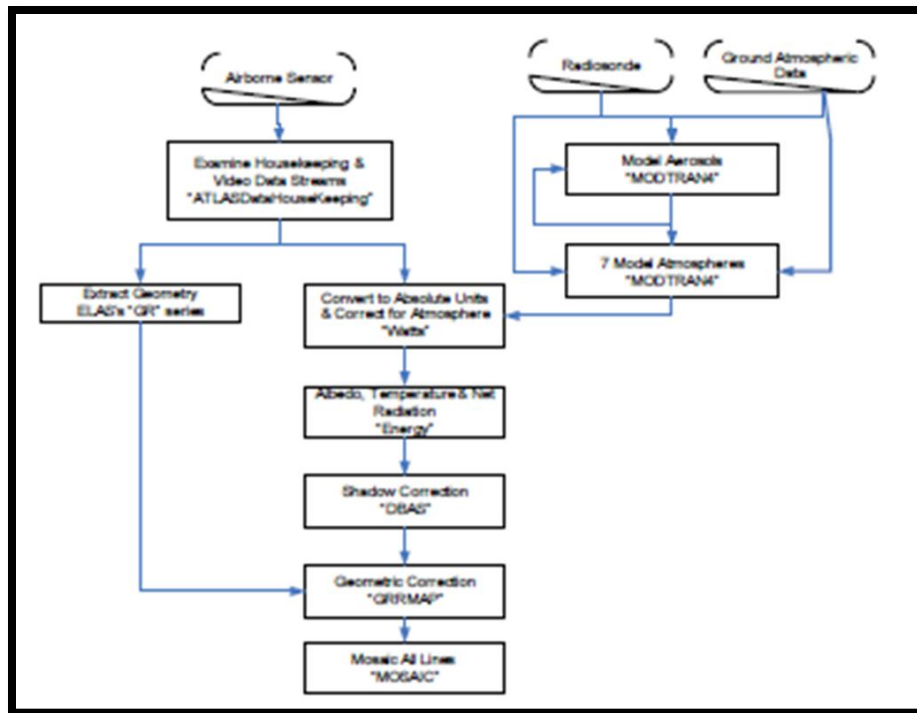 Airborne Sensor
Radiosonde
Ground Atmospheric
Data
Examine Housekeeping &
Video Data Streams
"ATLASDataHouseKeeping"
Model Aerosols
"MODTRAN4"
7 Model Atmospheres
"MODTRAN4"
Extract Geometry
ELAS's "GR" series
Convert to Absolute Units
& Correct for Atmosphere
"Watts"
Albedo, Temperature & Net
Radiation
"Energy"
Shadow Correction
"DBAS"
Geometric Correction
"GRRMAP"
Mosaic All Lines
"MOSAIC"